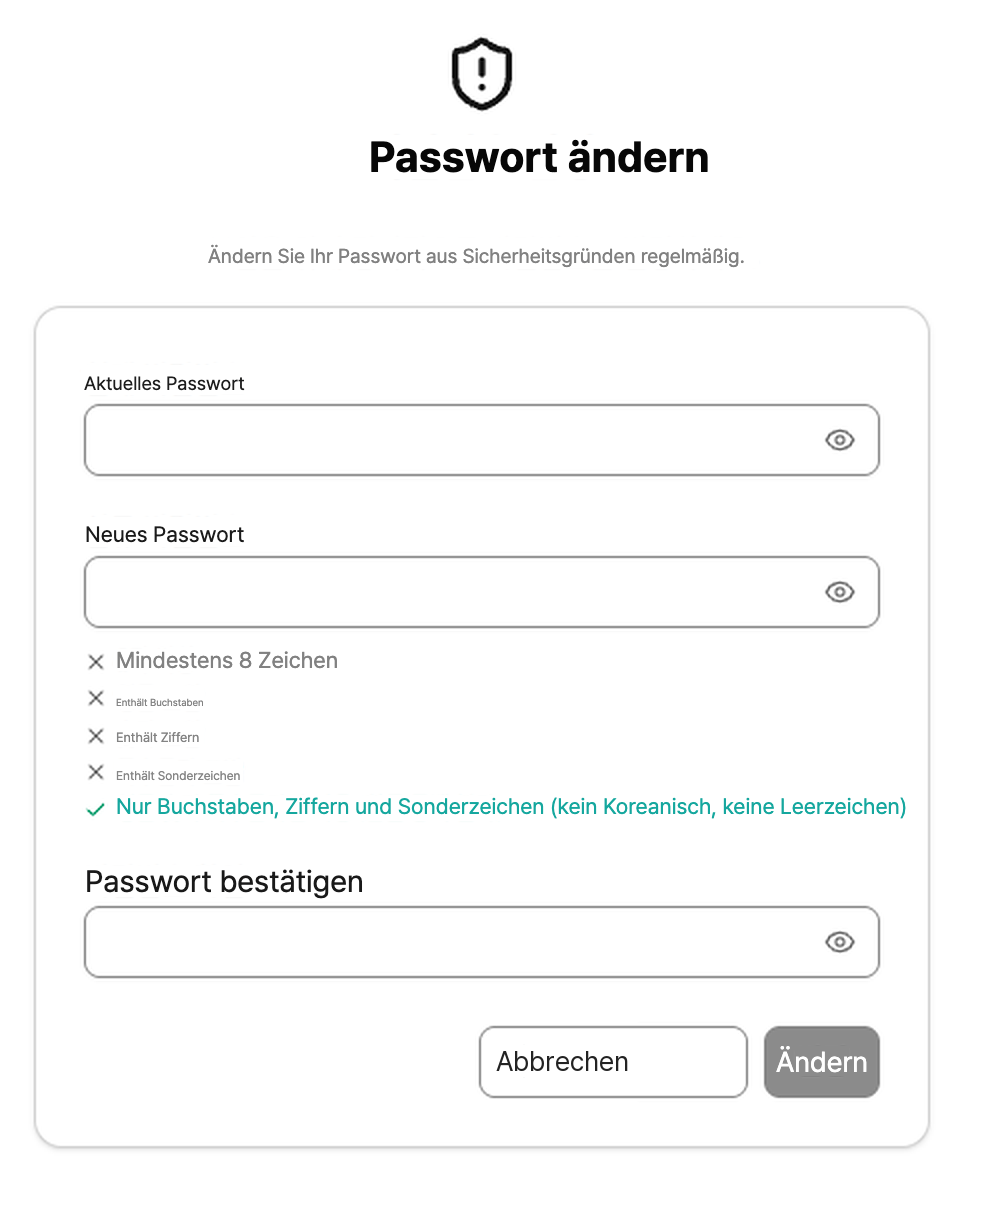 Passwort ändern
Ändern Sie Ihr Passwort aus Sicherheitsgründen regelmäßig.
Aktuelles Passwort
Neues Passwort
Mindestens 8 Zeichen
Enthält Buchstaben
Enthält Ziffern
Enthält Sonderzeichen
Nur Buchstaben, Ziffern und Sonderzeichen (kein Koreanisch, keine Leerzeichen)
Passwort bestätigen
Abbrechen
Ändern